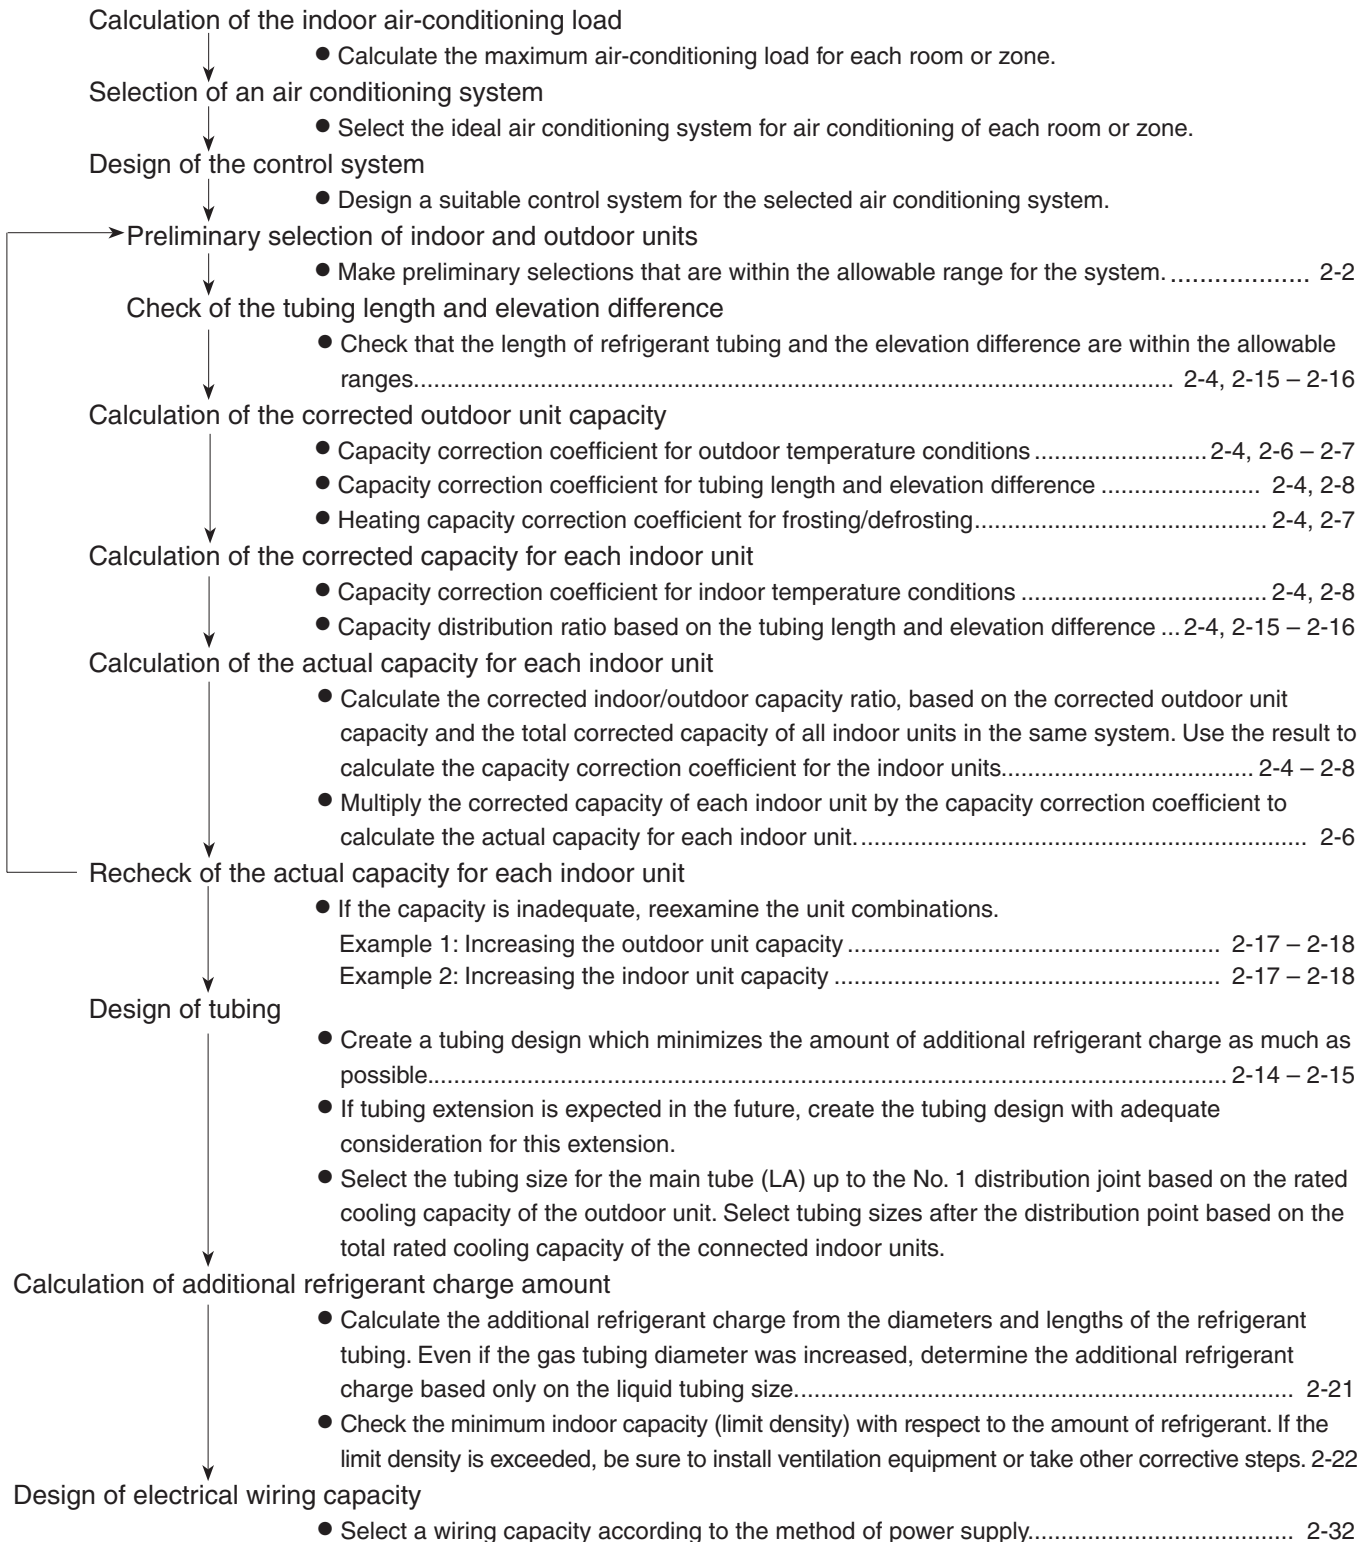 Calculation of the indoor air-conditioning load
● Calculate the maximum air-conditioning load for each room or zone.
Selection of an air conditioning system
● Select the ideal air conditioning system for air conditioning of each room or zone.
Design of the control system
● Design a suitable control system for the selected air conditioning system.
Preliminary selection of indoor and outdoor units
● Make preliminary selections that are within the allowable range for the system. ................... 2-2
Check of the tubing length and elevation difference
● Check that the length of refrigerant tubing and the elevation difference are within the allowable
ranges.............................................................................................................. 2-4, 2-15 – 2-16
Calculation of the corrected outdoor unit capacity
● Capacity correction coefficient for outdoor temperature conditions .......................... 2-4, 2-6 – 2-7
● Capacity correction coefficient for tubing length and elevation difference ........................ 2-4, 2-8
● Heating capacity correction coefficient for frosting/defrosting........................................... 2-4, 2-7
Calculation of the corrected capacity for each indoor unit
● Capacity correction coefficient for indoor temperature conditions ..................................... 2-4, 2-8
● Capacity distribution ratio based on the tubing length and elevation difference ... 2-4, 2-15 – 2-16
Calculation of the actual capacity for each indoor unit
● Calculate the corrected indoor/outdoor capacity ratio, based on the corrected outdoor unit
capacity and the total corrected capacity of all indoor units in the same system. Use the result to
calculate the capacity correction coefficient for the indoor units...................................... 2-4 – 2-8
● Multiply the corrected capacity of each indoor unit by the capacity correction coefficient to
calculate the actual capacity for each indoor unit. ................................................................. 2-6
Recheck of the actual capacity for each indoor unit
● If the capacity is inadequate, reexamine the unit combinations.
Example 1: Increasing the outdoor unit capacity ........................................................ 2-17 – 2-18
Example 2: Increasing the indoor unit capacity .......................................................... 2-17 – 2-18
Design of tubing
● Create a tubing design which minimizes the amount of additional refrigerant charge as much as
possible....................................................................................................................... 2-14 – 2-15
● If tubing extension is expected in the future, create the tubing design with adequate
consideration for this extension.
● Select the tubing size for the main tube (LA) up to the No. 1 distribution joint based on the rated
cooling capacity of the outdoor unit. Select tubing sizes after the distribution point based on the
total rated cooling capacity of the connected indoor units.
Calculation of additional refrigerant charge amount
● Calculate the additional refrigerant charge from the diameters and lengths of the refrigerant
tubing. Even if the gas tubing diameter was increased, determine the additional refrigerant
charge based only on the liquid tubing size........................................................................... 2-21
● Check the minimum indoor capacity (limit density) with respect to the amount of refrigerant. If the
limit density is exceeded, be sure to install ventilation equipment or take other corrective steps. 2-22
Design of electrical wiring capacity
● Select a wiring capacity according to the method of power supply........................................ 2-32